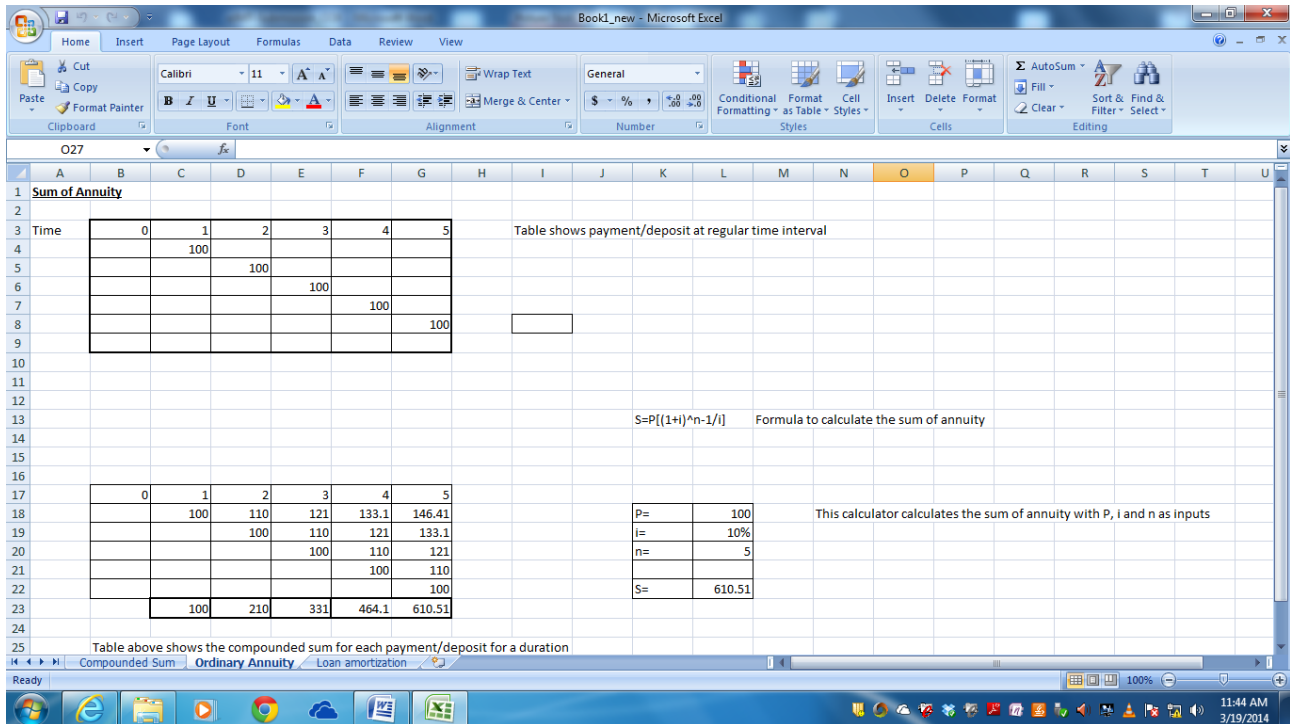 Book1_new - Microsoft Excel
Home Insert Page Layout Formulas Data Review View
Paste
Cut
Copy
Format Painter
Clipboard
Calibri 11
B I U
Font
Wrap Text
Merge & Center
Alignment
General
$ % ,
Number
Conditional Formatting
Format as Table
Cell Styles
Styles
Insert Delete Format
Cells
Σ AutoSum
Fill
Clear
Sort & Filter
Find & Select
Editing
O27 fx
A B C D E F G H I J K L M N O P Q R S T U
1 Sum of Annuity
2
3 Time 0 1 2 3 4 5 Table shows payment/deposit at regular time interval
4 100
5 100
6 100
7 100
8 100
9
10
11
12
13 S=P[(1+i)^n-1/i] Formula to calculate the sum of annuity
14
15
16
17 0 1 2 3 4 5
18 100 110 121 133.1 146.41 P= 100 This calculator calculates the sum of annuity with P, i and n as inputs
19 100 110 121 133.1 i= 10%
20 100 110 121 n= 5
21 100 110
22 100 S= 610.51
23 100 210 331 464.1 610.51
24
25 Table above shows the compounded sum for each payment/deposit for a duration
Compounded Sum Ordinary Annuity Loan amortization
Ready 100%
11:44 AM
3/19/2014